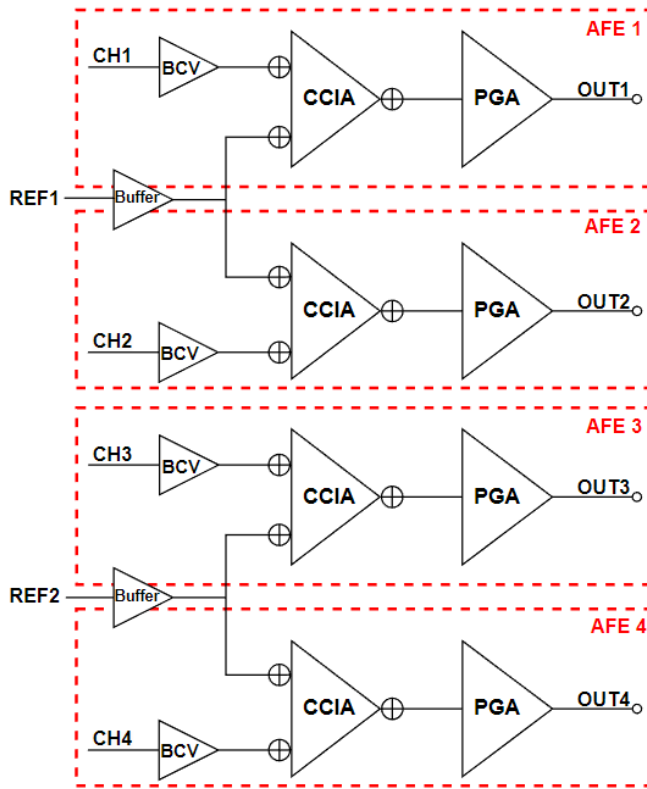 AFE 1
CH1
BCV
CCIA
PGA
OUT1
REF1
Buffer
AFE 2
CCIA
PGA
OUT2
CH2
BCV
AFE 3
CH3
BCV
CCIA
PGA
OUT3
REF2
Buffer
AFE 4
CCIA
PGA
OUT4
CH4
BCV